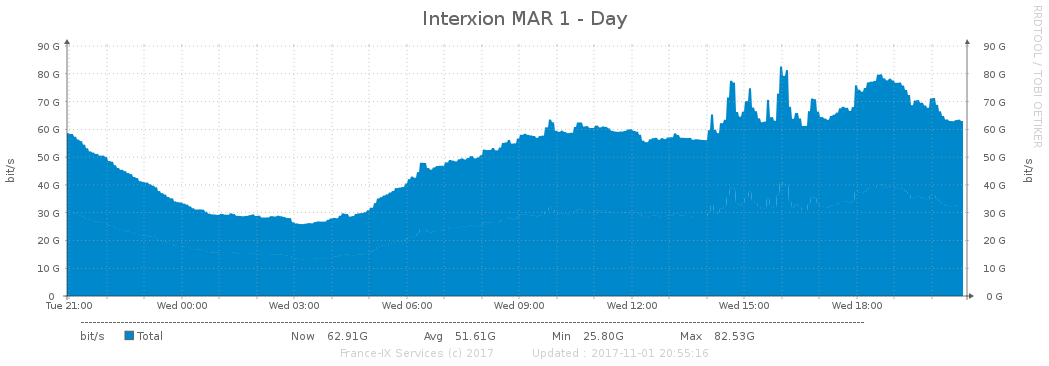 Interxion MAR 1 - Day
RRDTOOL / TOBI OETIKER
90 G 90 G
80 G 80 G
70 G 70 G
60 G 60 G
50 G 50 G
40 G 40 G
30 G 30 G
20 G 20 G
10 G 10 G
0 0 G
bit/s bit/s
Tue 21:00 Wed 00:00 Wed 03:00 Wed 06:00 Wed 09:00 Wed 12:00 Wed 15:00 Wed 18:00
bit/s Total Now 62.91G Avg 51.61G Min 25.80G Max 82.53G
France-IX Services (c) 2017 Updated : 2017-11-01 20:55:16